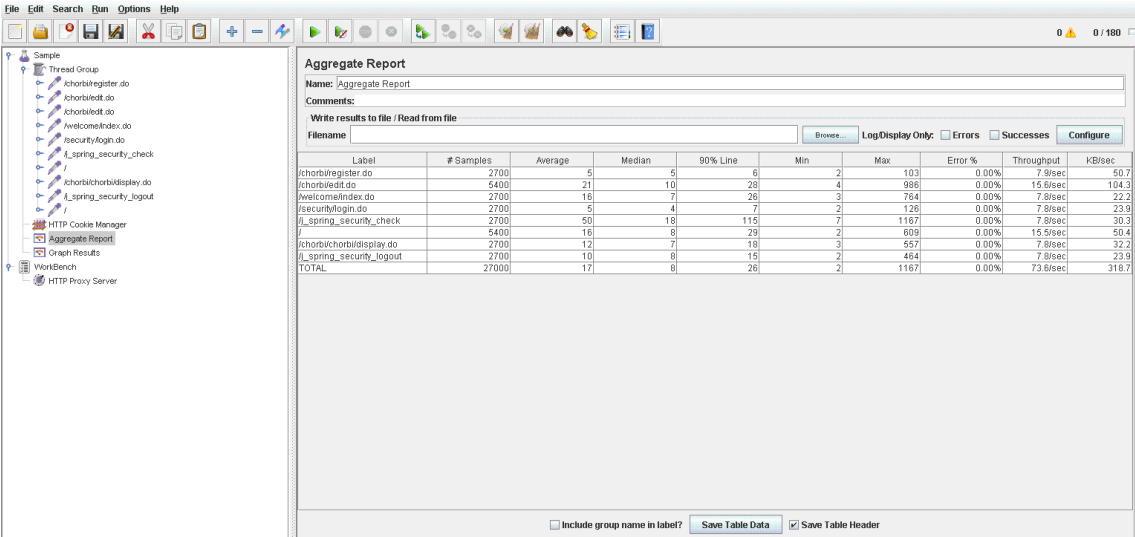 File Edit Search Run Options Help
0 0 / 180
Sample
Thread Group
/chorbi/register.do
/chorbi/edit.do
/chorbi/edit.do
/welcome/index.do
/security/login.do
/j_spring_security_check
/
/chorbi/chorbi/display.do
/j_spring_security_logout
/
HTTP Cookie Manager
Aggregate Report
Graph Results
WorkBench
HTTP Proxy Server
Aggregate Report
Name: Aggregate Report
Comments:
Write results to file / Read from file
Filename Browse... Log/Display Only: Errors Successes Configure
Label # Samples Average Median 90% Line Min Max Error % Throughput KB/sec
/chorbi/register.do 2700 5 5 6 2 103 0.00% 7.9/sec 50.7
/chorbi/edit.do 5400 21 10 28 4 986 0.00% 15.6/sec 104.3
/welcome/index.do 2700 16 7 26 3 764 0.00% 7.8/sec 22.2
/security/login.do 2700 5 4 7 2 126 0.00% 7.8/sec 23.9
/j_spring_security_check 2700 50 18 115 7 1167 0.00% 7.8/sec 30.3
/ 5400 16 8 29 2 609 0.00% 15.5/sec 50.4
/chorbi/chorbi/display.do 2700 12 7 18 3 557 0.00% 7.8/sec 32.2
/j_spring_security_logout 2700 10 8 15 2 464 0.00% 7.8/sec 23.9
TOTAL 27000 17 8 26 2 1167 0.00% 73.6/sec 318.7
Include group name in label? Save Table Data Save Table Header